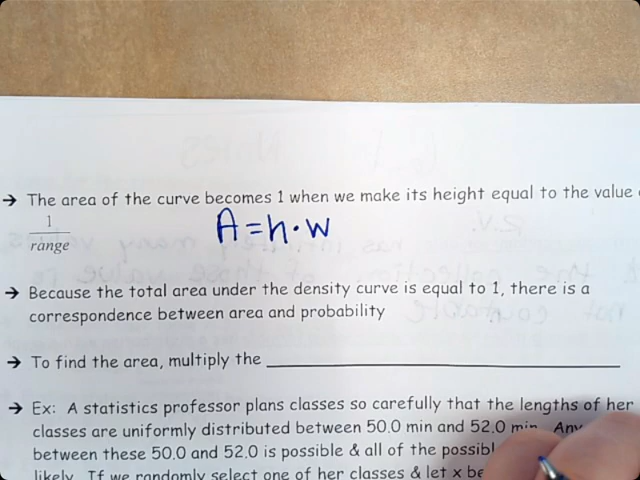 → The area of the curve becomes 1 when we make its height equal to the value
1
range
A = h · w
→ Because the total area under the density curve is equal to 1, there is a
correspondence between area and probability
→ To find the area, multiply the
→ Ex: A statistics professor plans classes so carefully that the lengths of her
classes are uniformly distributed between 50.0 min and 52.0 min. Any
between these 50.0 and 52.0 is possible & all of the
likely. If we randomly select one of her classes & let x